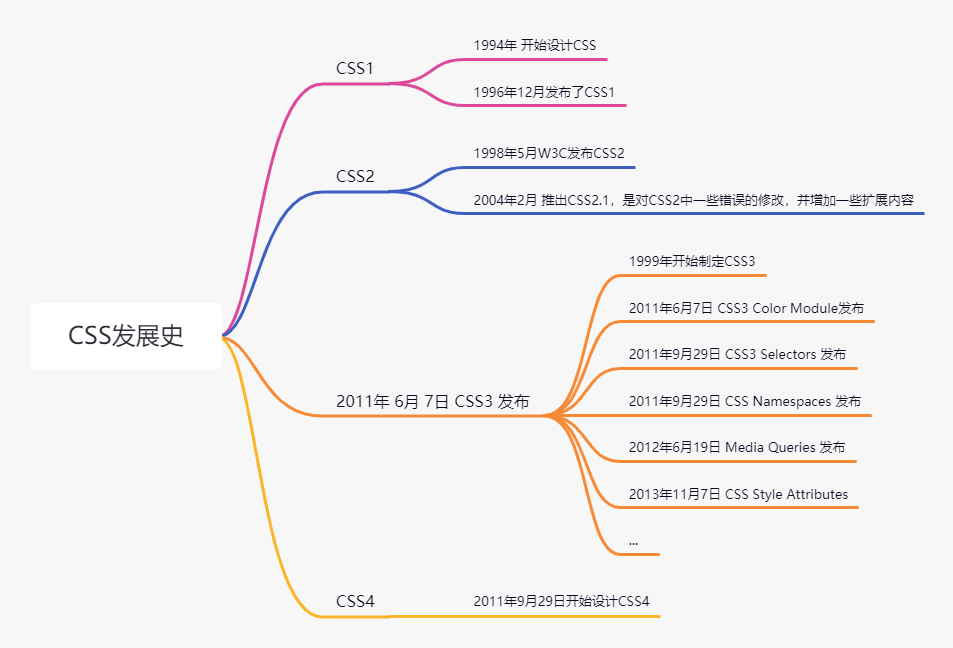 CSS发展史
CSS1
1994年 开始设计CSS
1996年12月发布了CSS1
CSS2
1998年5月W3C发布CSS2
2004年2月 推出CSS2.1，是对CSS2中一些错误的修改，并增加一些扩展内容
2011年 6月 7日 CSS3 发布
1999年开始制定CSS3
2011年6月7日 CSS3 Color Module发布
2011年9月29日 CSS3 Selectors 发布
2011年9月29日 CSS Namespaces 发布
2012年6月19日 Media Queries 发布
2013年11月7日 CSS Style Attributes
...
CSS4
2011年9月29日开始设计CSS4